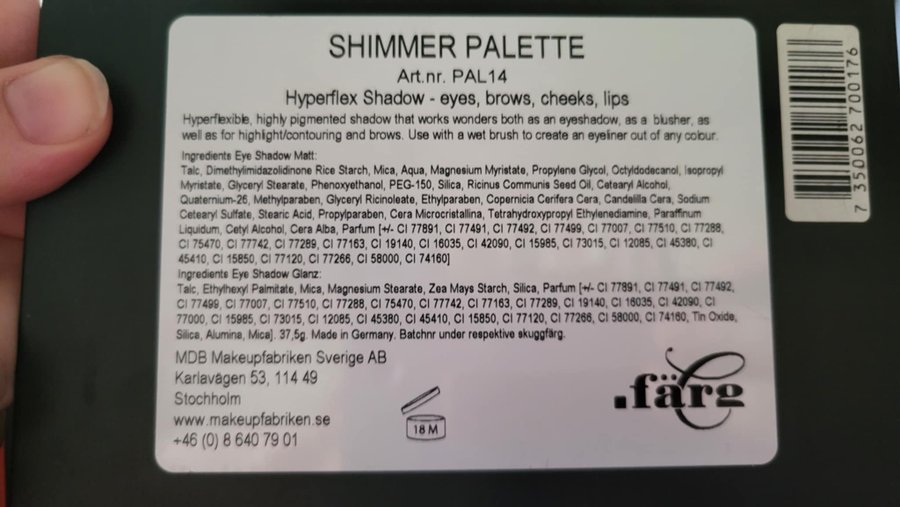 SHIMMER PALETTE
Art.nr. PAL14
Hyperflex Shadow - eyes, brows, cheeks, lips
Hyperflexible, highly pigmented shadow that works wonders both as an eyeshadow, as a blusher, as
well as for highlight/contouring and brows. Use with a wet brush to create an eyeliner out of any colour.
Ingredients Eye Shadow Matt:
Talc, Dimethylimidazolidinone Rice Starch, Mica, Aqua, Magnesium Myristate, Propylene Glycol, Octyldodecanol, Isopropyl
Myristate, Glyceryl Stearate, Phenoxyethanol, PEG-150, Silica, Ricinus Communis Seed Oil, Cetearyl Alcohol,
Quaternium-26, Methylparaben, Glyceryl Ricinoleate, Ethylparaben, Copernicia Cerifera Cera, Candelilla Cera, Sodium
Cetearyl Sulfate, Stearic Acid, Propylparaben, Cera Microcristallina, Tetrahydroxypropyl Ethylenediamine, Paraffinum
Liquidum, Cetyl Alcohol, Cera Alba, Parfum [+/- CI 77891, CI 77491, CI 77492, CI 77499, CI 77007, CI 77510, CI 77288,
CI 75470, CI 77742, CI 77289, CI 77163, CI 19140, CI 16035, CI 42090, CI 15985, CI 73015, CI 12085, CI 45380, CI
45410, CI 15850, CI 77120, CI 77266, CI 58000, CI 74160]
Ingredients Eye Shadow Glanz:
Talc, Ethylhexyl Palmitate, Mica, Magnesium Stearate, Zea Mays Starch, Silica, Parfum [+/- CI 77891, CI 77491, CI 77492,
CI 77499, CI 77007, CI 77510, CI 77288, CI 75470, CI 77742, CI 77163, CI 77289, CI 19140, CI 16035, CI 42090, CI
77000, CI 15985, CI 73015, CI 12085, CI 45380, CI 45410, CI 15850, CI 77120, CI 77266, CI 58000, CI 74160, Tin Oxide,
Silica, Alumina, Mica]. 37,5g. Made in Germany. Batchnr under respektive skuggfärg.
MDB Makeupfabriken Sverige AB
Karlavägen 53, 114 49
Stochholm
www.makeupfabriken.se
+46 (0) 8 640 79 01
18 M
.färg
7 350062 700176